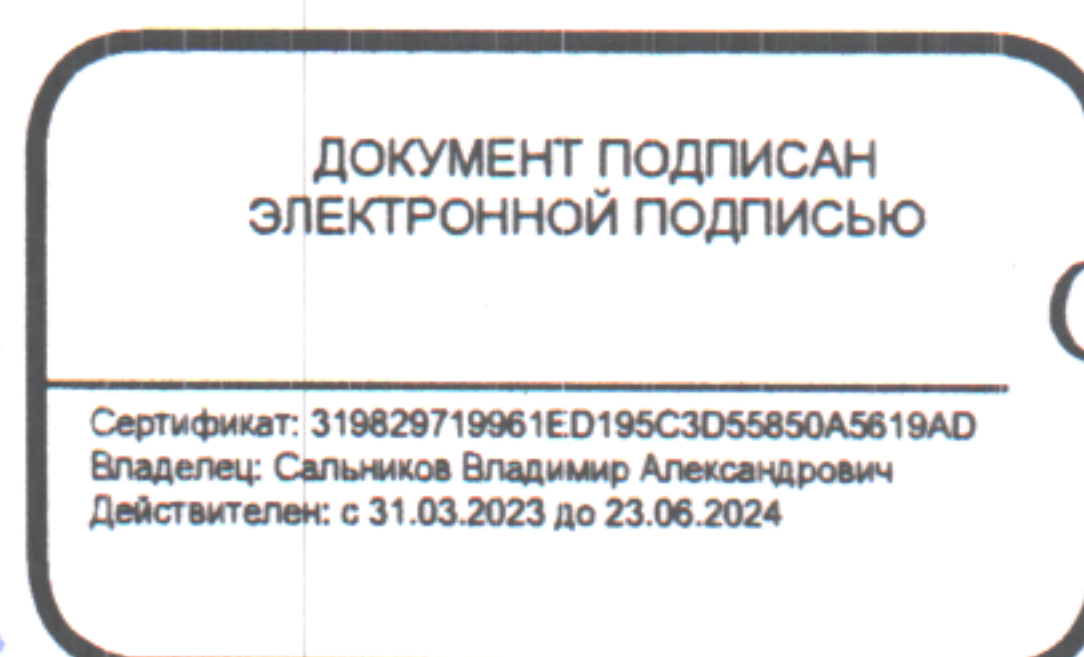 ДОКУМЕНТ ПОДПИСАН
ЭЛЕКТРОННОЙ ПОДПИСЬЮ
Сертификат: 319829719961ED195C3D55850A5619AD
Владелец: Сальников Владимир Александрович
Действителен: с 31.03.2023 до 23.06.2024